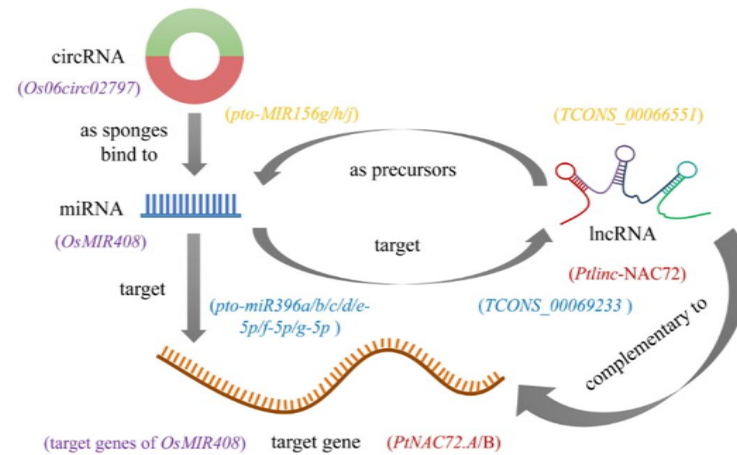 circRNA
(Os06circ02797)
(pto-MIR156g/h/j)
(TCONS_00066551)
as sponges
bind to
as precursors
miRNA
lncRNA
(OsMIR408)
target
(Ptlinc-NAC72)
target
(pto-miR396a/b/c/d/e-
5p/f-5p/g-5p )
(TCONS_00069233 )
complementary to
(target genes of OsMIR408)
target gene
(PtNAC72.A/B)